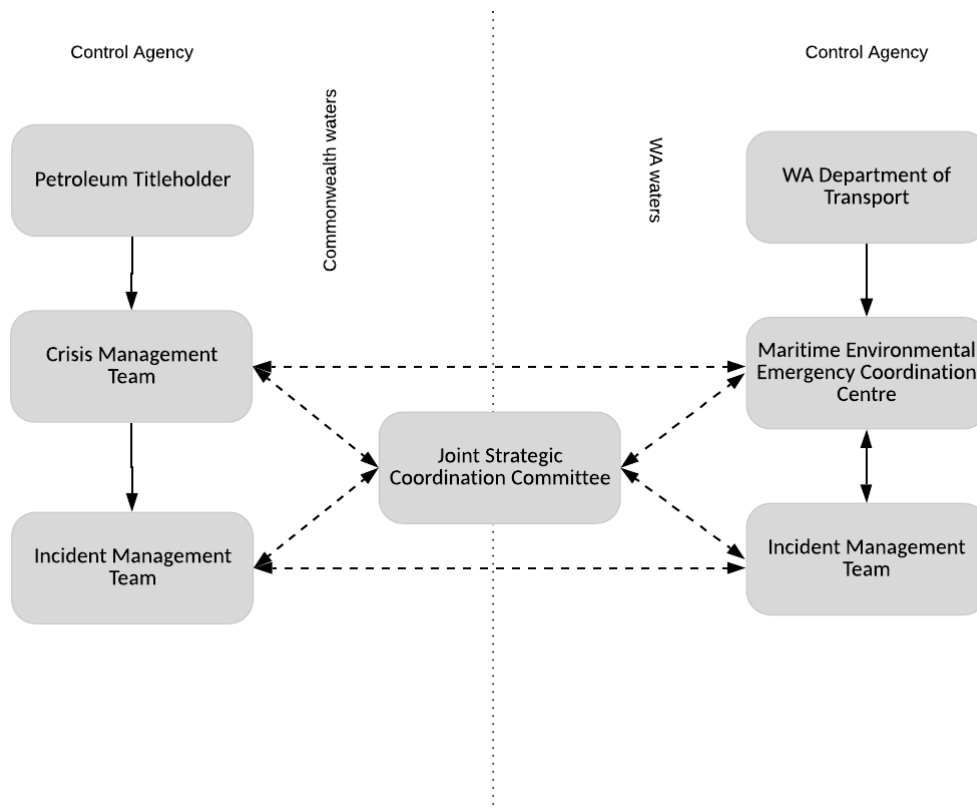 Control Agency
Control Agency
Commonwealth waters
WA waters
Petroleum Titleholder
WA Department of
Transport
Crisis Management
Team
Maritime Environmental
Emergency Coordination
Centre
Joint Strategic
Coordination Committee
Incident Management
Team
Incident Management
Team